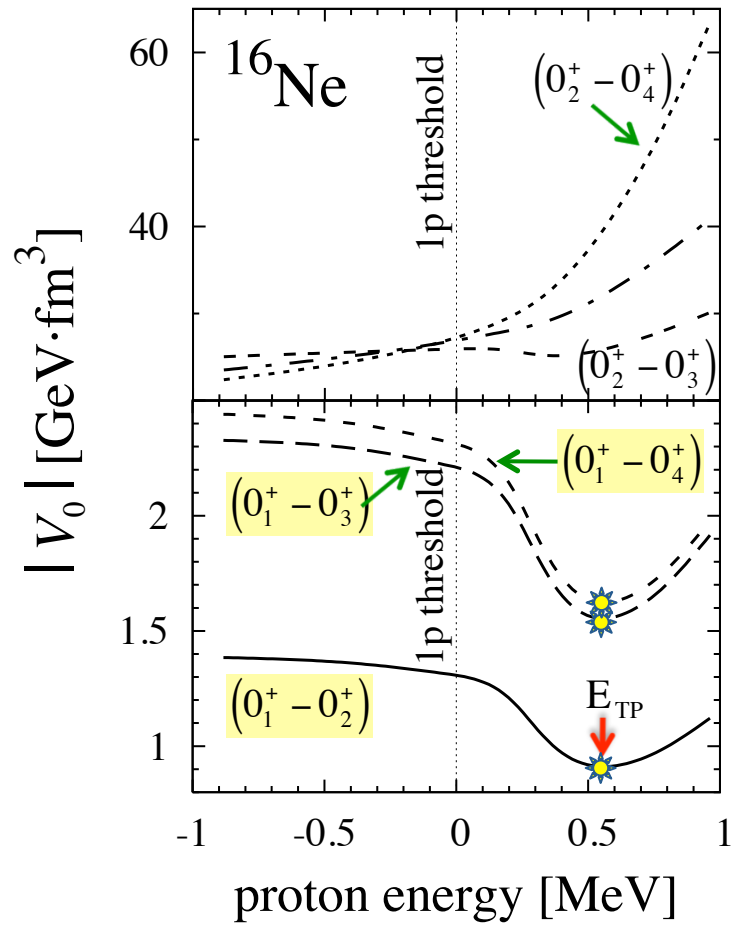 ¹⁶Ne
(0₂⁺ − 0₄⁺)
1p threshold
(0₂⁺ − 0₃⁺)
60
40
|V₀| [GeV·fm³]
(0₁⁺ − 0₄⁺)
(0₁⁺ − 0₃⁺)
1p threshold
(0₁⁺ − 0₂⁺)
E_TP
2
1.5
1
-1 -0.5 0 0.5 1
proton energy [MeV]